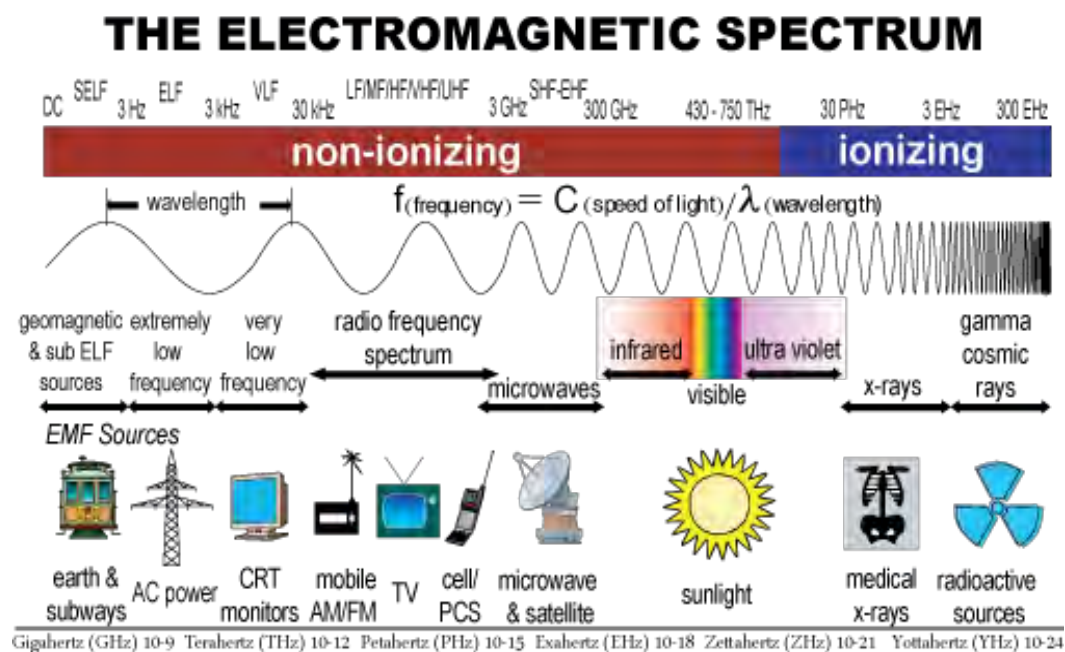 THE ELECTROMAGNETIC SPECTRUM
DC SELF 3 Hz ELF 3 kHz VLF 30 kHz LF/MF/HF/VHF/UHF 3 GHz SHF-EHF 300 GHz 430 - 750 THz 30 PHz 3 EHz 300 EHz
non-ionizing ionizing
wavelength
f (frequency) = C (speed of light) / λ (wavelength)
geomagnetic
& sub ELF
sources
extremely
low
frequency
very
low
frequency
radio frequency
spectrum
microwaves
infrared
visible
ultra violet
x-rays
gamma
cosmic
rays
EMF Sources
earth &
subways
AC power
CRT
monitors
mobile
AM/FM
TV
cell/
PCS
microwave
& satellite
sunlight
medical
x-rays
radioactive
sources
Gigahertz (GHz) 10-9 Terahertz (THz) 10-12 Petahertz (PHz) 10-15 Exahertz (EHz) 10-18 Zettahertz (ZHz) 10-21 Yottahertz (YHz) 10-24